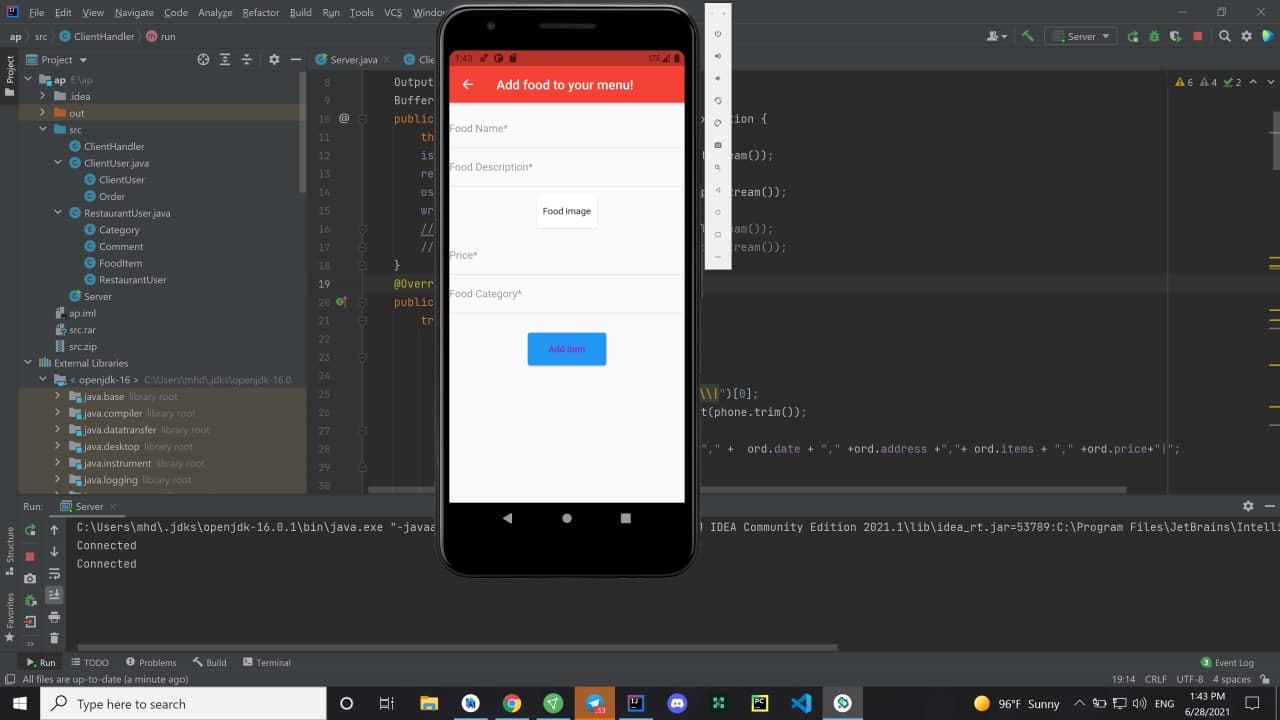 File Edit View Navigate Code Analyze Refactor Build Run Tools VCS Window
ap src ClientHandler run
Server
Project
Server.java
Project
ap E:\ap
.idea
out
src
ClientHandler
ClientUser.java
ClientUser
Order
RestaurantUser.java
Category
Comment
FoodItem
RestaurantUser
Server
ap.iml
src.rar
src.zip
External Libraries
< openjdk-16 > C:\Users\mhd\.jdks\openjdk-16.0.
java.base library root
java.compiler library root
java.datatransfer library root
java.desktop library root
java.instrument library root
java.logging library root
6 4 2
8 Output
9 Buffer
10 @ public tion {
11 th
12 is am());
13 re
14 os tream());
15 wr
16 // ream());
17 // ream());
18 }
19 @Overr
20 public
21 tr
22
23
24
25 \\|")[0];
26 t(phone.trim());
27
28 "," + ord.date + "," +ord.address +","+ ord.items + "," +ord.price+"|";
29
30
1:43 LTE
Add food to your menu!
Food Name*
Food Description*
Food image
Price*
Food Category*
Add item
Run: Server
C:\Users\mhd\.jdks\openjdk-16.0.1\bin\java.exe "-javaa
IDEA Community Edition 2021.1\lib\idea_rt.jar=53789:C:\Program Files\JetBrains\Intelli
Connected
Connected
Structure
Favorites
Run TODO Problems Build Terminal
3 Event Log
All files are up-to-date (a minute ago)
19:14 CRLF UTF-8 4 spaces
Type here to search
53
PC
96°F Sunny
ENG
1:43 PM
6/28/2021